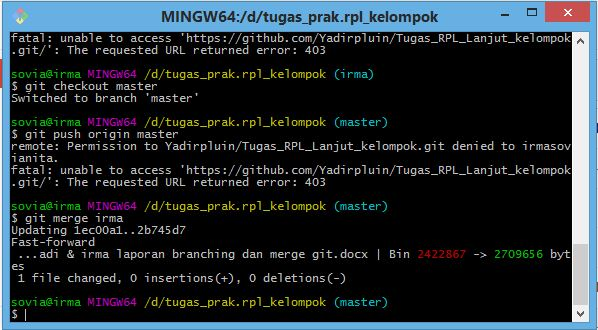 MINGW64:/d/tugas_prak.rpl_kelompok
fatal: unable to access 'https://github.com/Yadirpluin/Tugas_RPL_Lanjut_kelompok
.git/': The requested URL returned error: 403
sovia@irma MINGW64 /d/tugas_prak.rpl_kelompok (irma)
$ git checkout master
Switched to branch 'master'
sovia@irma MINGW64 /d/tugas_prak.rpl_kelompok (master)
$ git push origin master
remote: Permission to Yadirpluin/Tugas_RPL_Lanjut_kelompok.git denied to irmasov
ianita.
fatal: unable to access 'https://github.com/Yadirpluin/Tugas_RPL_Lanjut_kelompok
.git/': The requested URL returned error: 403
sovia@irma MINGW64 /d/tugas_prak.rpl_kelompok (master)
$ git merge irma
Updating 1ec00a1..2b745d7
Fast-forward
...adi & irma laporan branching dan merge git.docx | Bin 2422867 -> 2709656 byt
es
1 file changed, 0 insertions(+), 0 deletions(-)
sovia@irma MINGW64 /d/tugas_prak.rpl_kelompok (master)
$